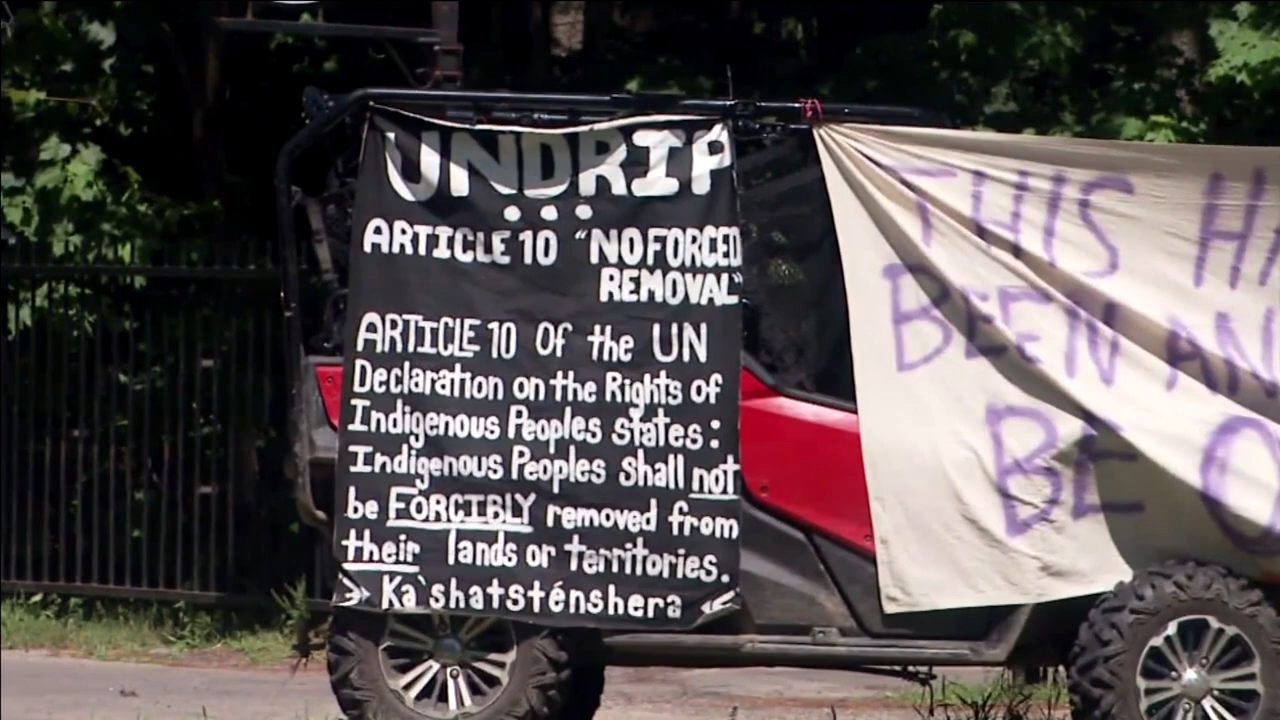 UNDRIP
...
ARTICLE 10 "NO FORCED
REMOVAL"
ARTICLE 10 Of the UN
Declaration on the Rights of
Indigenous Peoples states:
Indigenous Peoples shall not
be FORCIBLY removed from
their lands or territories.
Ka'shatsténshera
THIS
BEEN
BE